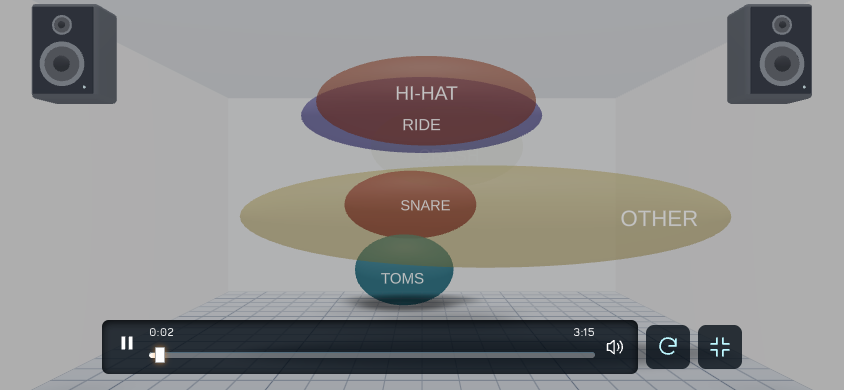 HI-HAT
RIDE
SNARE
OTHER
TOMS
0:02
3:15